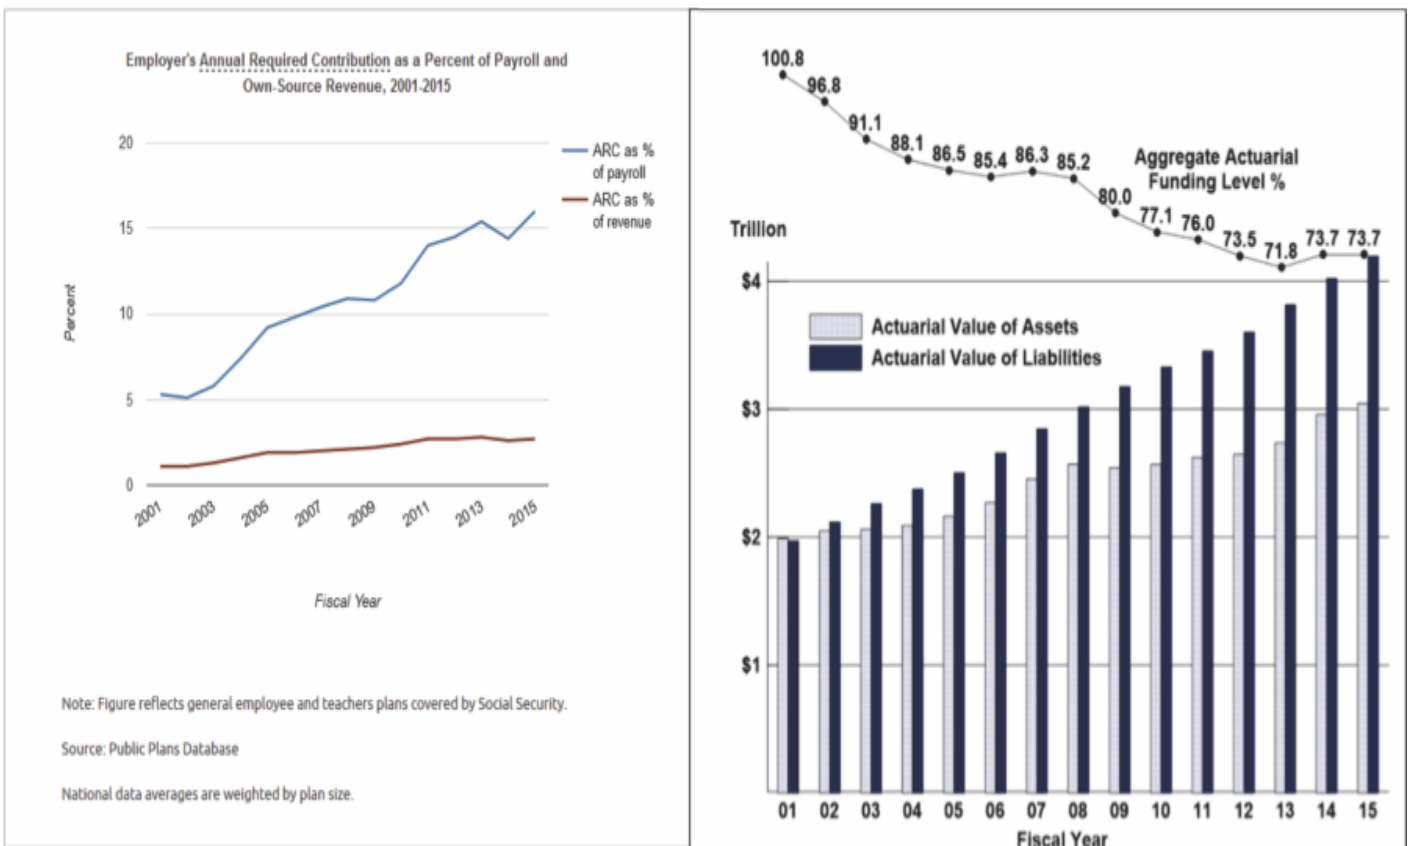 Employer's Annual Required Contribution as a Percent of Payroll and
Own-Source Revenue, 2001-2015
20
15
10
5
0
Percent
ARC as %
of payroll
ARC as %
of revenue
2001
2003
2005
2007
2009
2011
2013
2015
Fiscal Year
Note: Figure reflects general employee and teachers plans covered by Social Security.
Source: Public Plans Database
National data averages are weighted by plan size.
100.8
96.8
91.1
88.1
86.5
85.4
86.3
85.2
80.0
77.1
76.0
73.5
71.8
73.7
73.7
Aggregate Actuarial
Funding Level %
Trillion
$4
$3
$2
$1
Actuarial Value of Assets
Actuarial Value of Liabilities
01 02 03 04 05 06 07 08 09 10 11 12 13 14 15
Fiscal Year